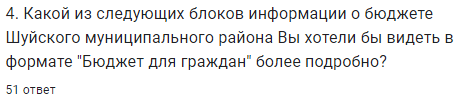 4. Какой из следующих блоков информации о бюджете
Шуйского муниципального района Вы хотели бы видеть в
формате "Бюджет для граждан" более подробно?
51 ответ